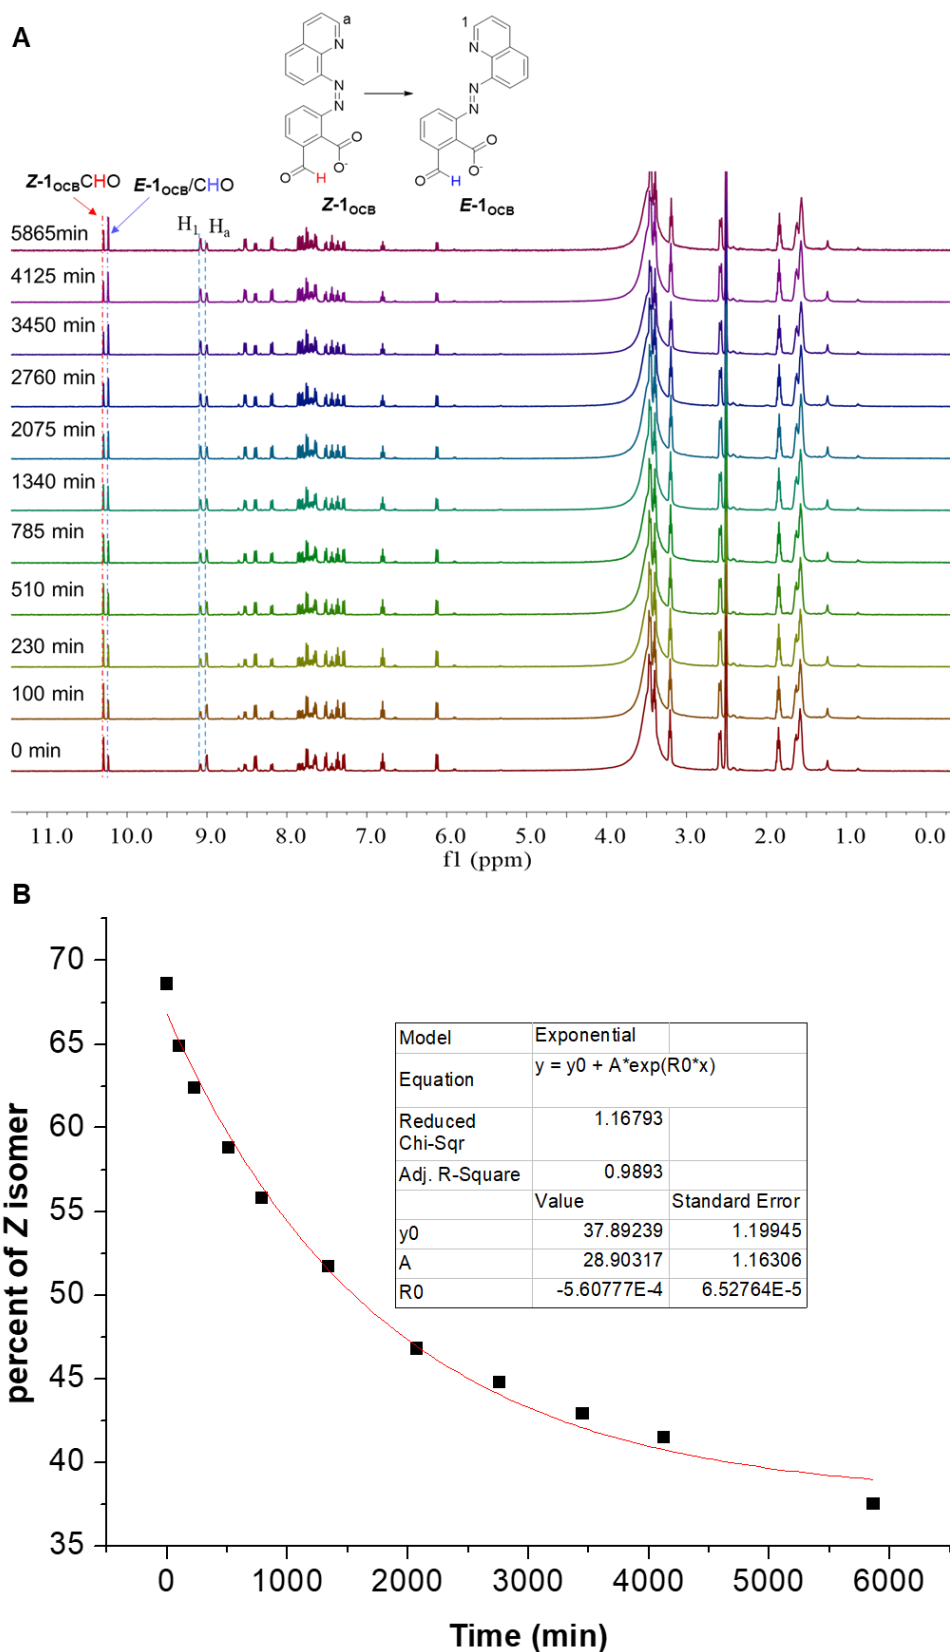 A
a
N
N
N
O
O-
O
H
Z-1OCB
1
N
N
N
O
O-
O
H
E-1OCB
Z-1OCBCHO
E-1OCB/CHO
H1
Ha
5865min
4125 min
3450 min
2760 min
2075 min
1340 min
785 min
510 min
230 min
100 min
0 min
11.0 10.0 9.0 8.0 7.0 6.0 5.0 4.0 3.0 2.0 1.0 0.0
f1 (ppm)
B
percent of Z isomer
70
65
60
55
50
45
40
35
Model Exponential
Equation y = y0 + A*exp(R0*x)
Reduced
Chi-Sqr 1.16793
Adj. R-Square 0.9893
Value Standard Error
y0 37.89239 1.19945
A 28.90317 1.16306
R0 -5.60777E-4 6.52764E-5
0 1000 2000 3000 4000 5000 6000
Time (min)